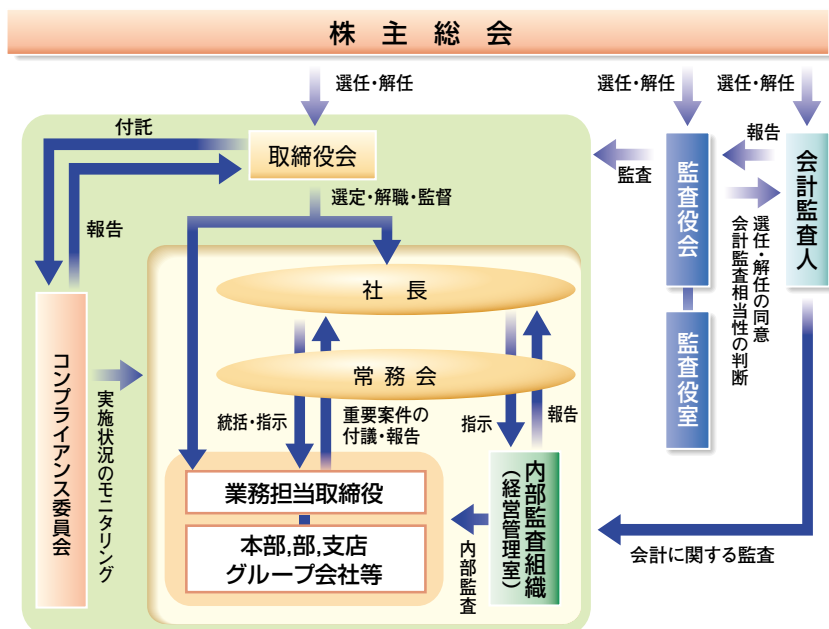 株主総会
選任・解任
選任・解任
選任・解任
付託
取締役会
報告
監査
監査役会
会計監査人
選定・解職・監督
報告
選任・解任の同意
会計監査相当性の判断
社長
監査役室
コンプライアンス委員会
実施状況のモニタリング
常務会
統括・指示
重要案件の
付議・報告
指示
報告
業務担当取締役
内部監査組織
（経営管理室）
本部,部,支店
グループ会社等
内部監査
会計に関する監査